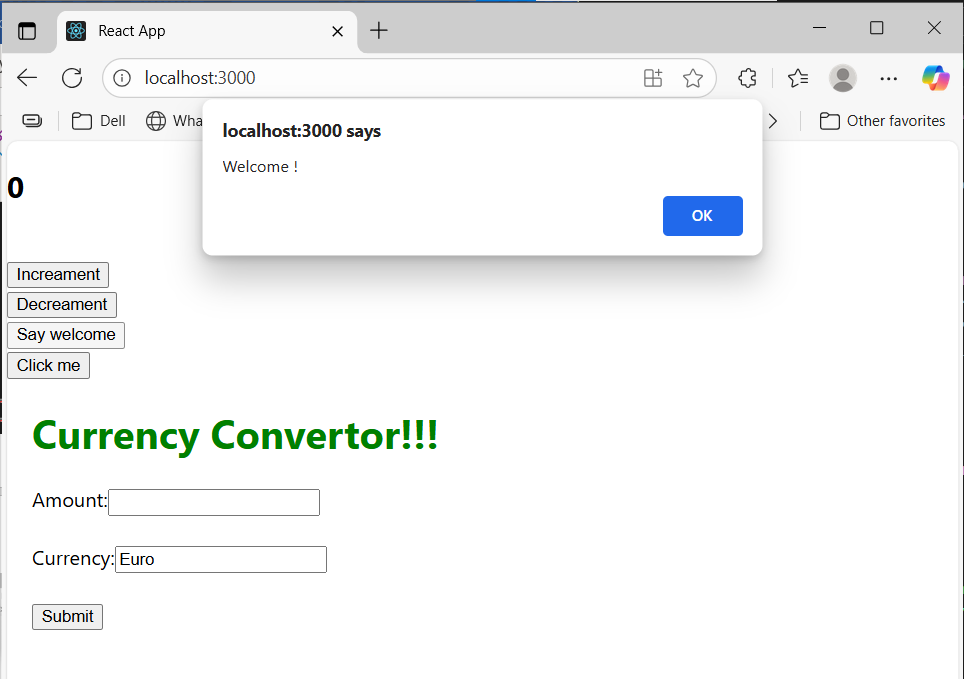 React App
localhost:3000
Dell
Wha
Other favorites
localhost:3000 says
Welcome !
OK
0
Increament
Decreament
Say welcome
Click me
Currency Convertor!!!
Amount:
Currency: Euro
Submit